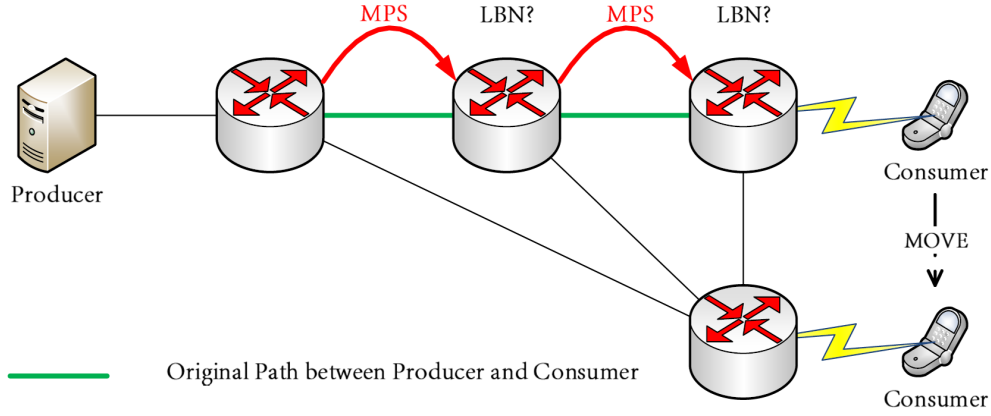 MPS
LBN?
MPS
LBN?
Producer
Consumer
MOVE
Original Path between Producer and Consumer
Consumer